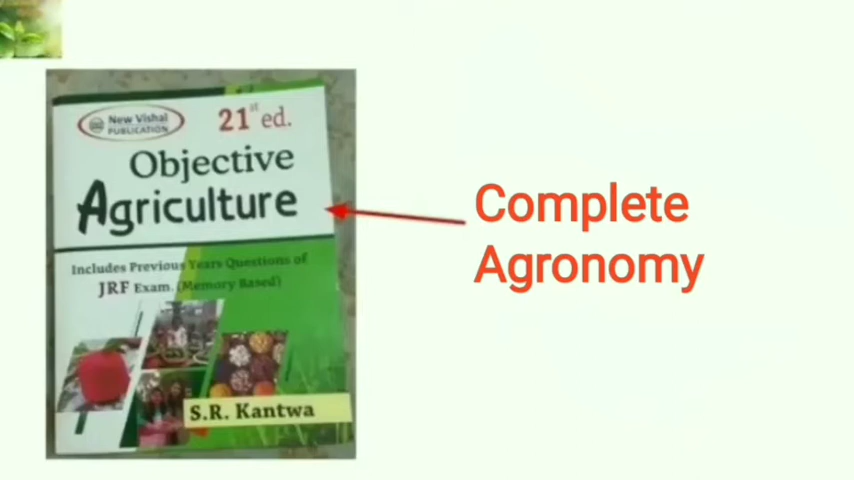 New Vishal
PUBLICATION
21st ed.
Objective
Agriculture
Includes Previous Years Questions of
JRF Exam. (Memory Based)
S.R. Kantwa
Complete
Agronomy